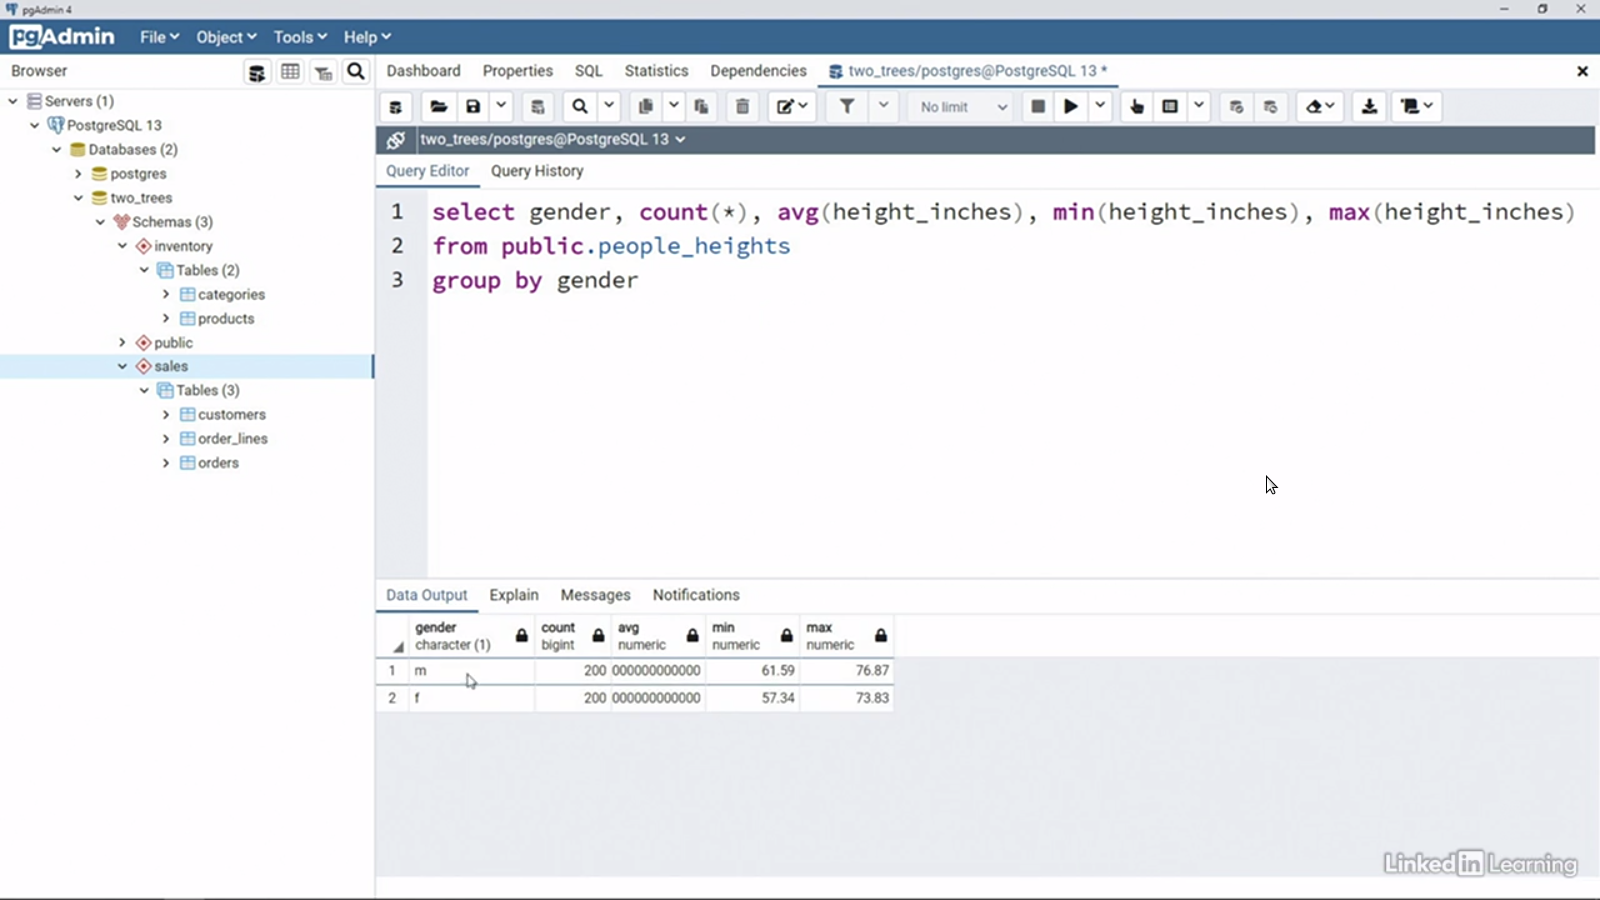 pgAdmin 4
pgAdmin File Object Tools Help
Browser
Dashboard Properties SQL Statistics Dependencies two_trees/postgres@PostgreSQL 13 *
No limit
two_trees/postgres@PostgreSQL 13
Query Editor Query History
Servers (1)
PostgreSQL 13
Databases (2)
postgres
two_trees
Schemas (3)
inventory
Tables (2)
categories
products
public
sales
Tables (3)
customers
order_lines
orders
1 select gender, count(*), avg(height_inches), min(height_inches), max(height_inches)
2 from public.people_heights
3 group by gender
Data Output Explain Messages Notifications
gender character (1) count bigint avg numeric min numeric max numeric
1 m 200 000000000000 61.59 76.87
2 f 200 000000000000 57.34 73.83
Linked in Learning